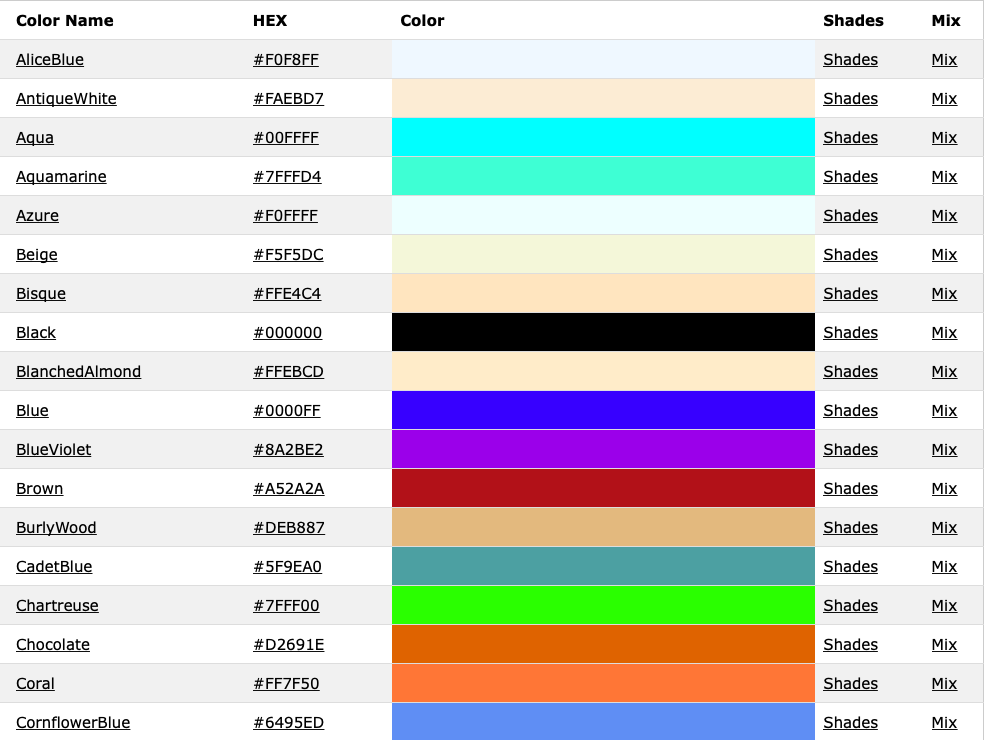 Color Name HEX Color Shades Mix
AliceBlue #F0F8FF Shades Mix
AntiqueWhite #FAEBD7 Shades Mix
Aqua #00FFFF Shades Mix
Aquamarine #7FFFD4 Shades Mix
Azure #F0FFFF Shades Mix
Beige #F5F5DC Shades Mix
Bisque #FFE4C4 Shades Mix
Black #000000 Shades Mix
BlanchedAlmond #FFEBCD Shades Mix
Blue #0000FF Shades Mix
BlueViolet #8A2BE2 Shades Mix
Brown #A52A2A Shades Mix
BurlyWood #DEB887 Shades Mix
CadetBlue #5F9EA0 Shades Mix
Chartreuse #7FFF00 Shades Mix
Chocolate #D2691E Shades Mix
Coral #FF7F50 Shades Mix
CornflowerBlue #6495ED Shades Mix